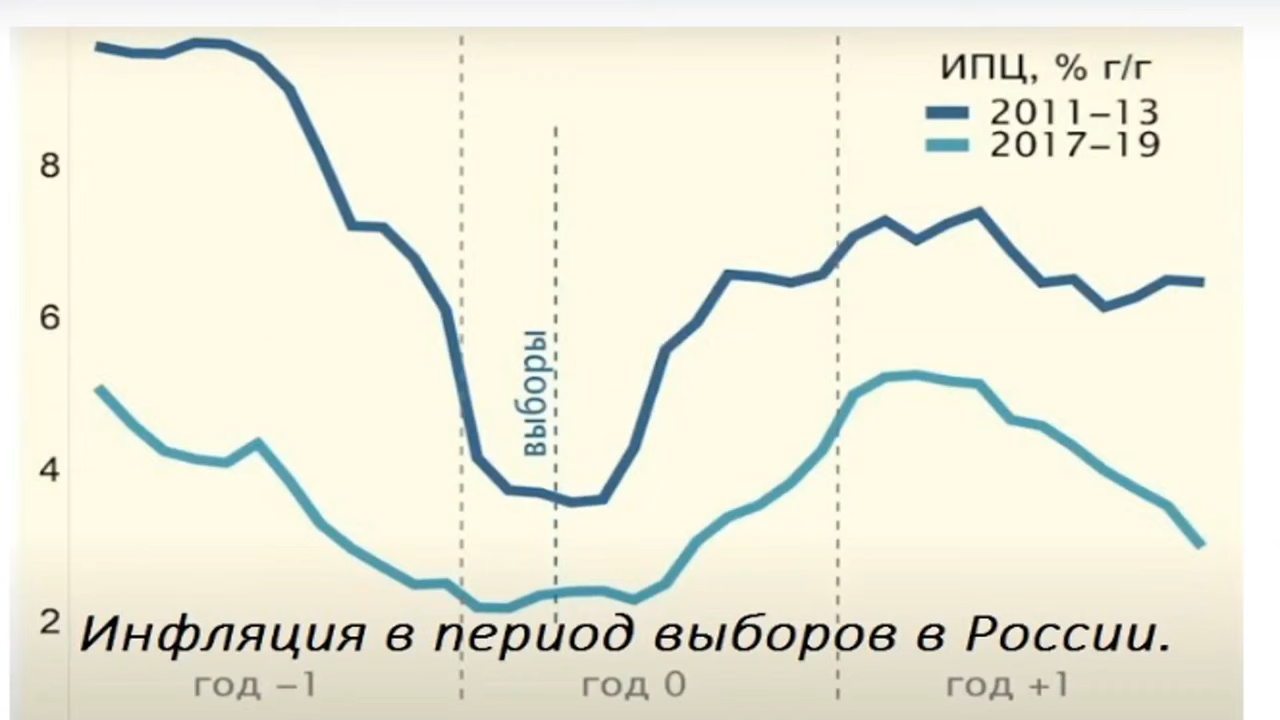 ИПЦ, % г/г
2011–13
2017–19
8
6
4
2
выборы
Инфляция в период выборов в России.
год –1
год 0
год +1